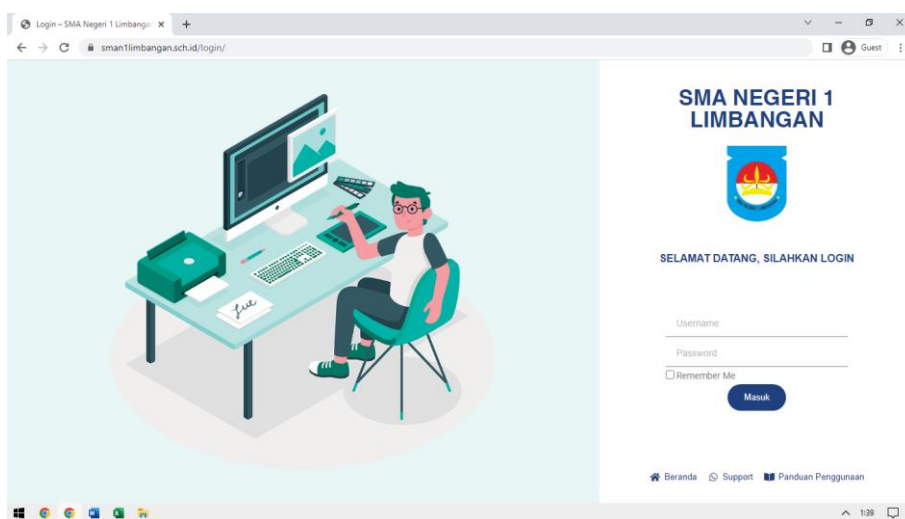 Login – SMA Negeri 1 Limbangan
sman1limbangan.sch.id/login/
Guest
SMA NEGERI 1
LIMBANGAN
SELAMAT DATANG, SILAHKAN LOGIN
Username
Password
Remember Me
Masuk
Beranda Support Panduan Penggunaan
1:39